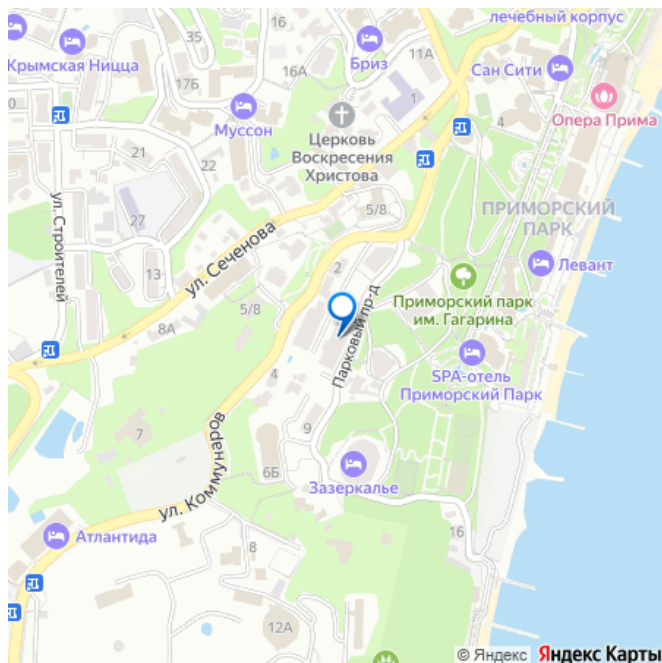 лечебный корпус
35
Крымская Ницца
17Б
16А
Бриз
11А
Сан Сити
Опера Прима
Муссон
1
4
Церковь
Воскресения
Христова
21
22
27
13
5/8
ПРИМОРСКИЙ
ПАРК
Левант
ул. Строителей
ул. Сеченова
5/8
8А
2
Приморский парк
им. Гагарина
Парковый пр-д
SPA-отель
Приморский Парк
4
7
9
6Б
ул. Коммунаров
Зазеркалье
16
Атлантида
8
12А
© Яндекс Яндекс Карты